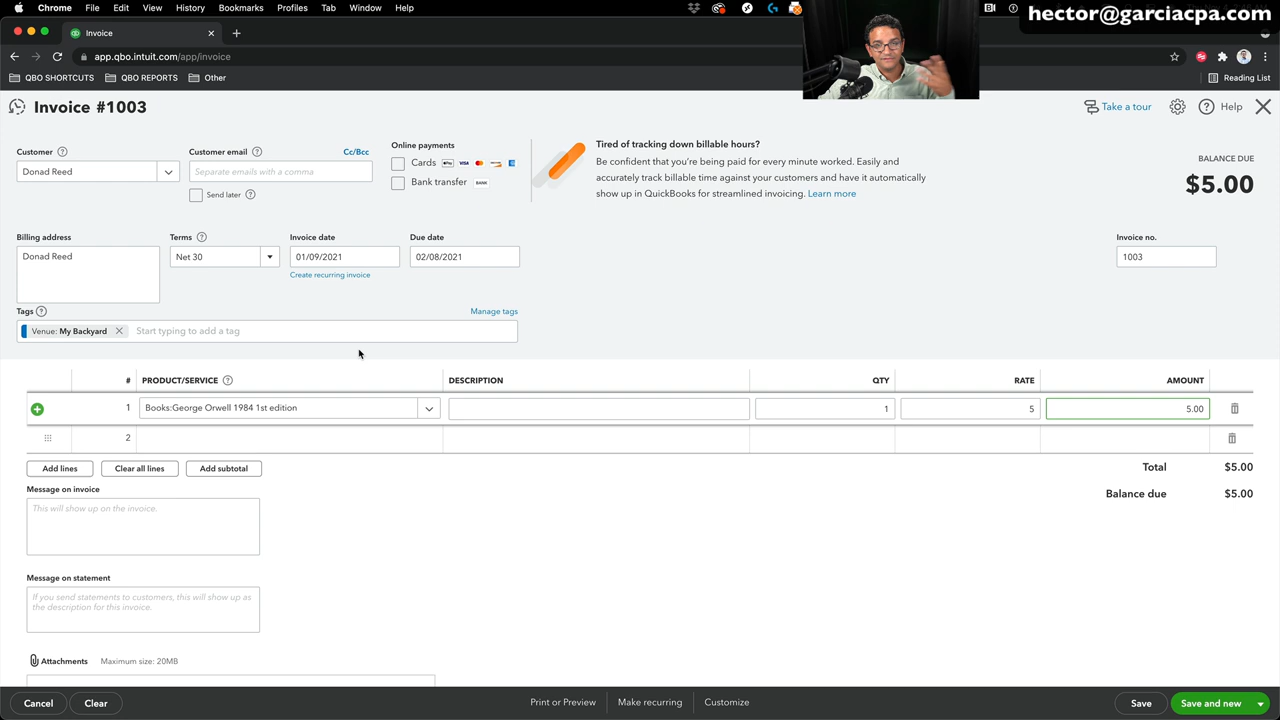 Chrome File Edit View History Bookmarks Profiles Tab Window Help
hector@garciacpa.com
Invoice
app.qbo.intuit.com/app/invoice
QBO SHORTCUTS QBO REPORTS Other
Reading List
Invoice #1003
Take a tour
Help
Customer
Customer email
Cc/Bcc
Donad Reed
Separate emails with a comma
Send later
Online payments
Cards
VISA
Bank transfer
BANK
Tired of tracking down billable hours?
Be confident that you're being paid for every minute worked. Easily and
accurately track billable time against your customers and have it automatically
show up in QuickBooks for streamlined invoicing. Learn more
BALANCE DUE
$5.00
Billing address
Terms
Invoice date
Due date
Invoice no.
Donad Reed
Net 30
01/09/2021
02/08/2021
1003
Create recurring invoice
Tags
Manage tags
Venue: My Backyard
Start typing to add a tag
# PRODUCT/SERVICE DESCRIPTION QTY RATE AMOUNT
1 Books:George Orwell 1984 1st edition 1 5 5.00
2
Add lines Clear all lines Add subtotal
Total $5.00
Message on invoice
Balance due $5.00
This will show up on the invoice.
Message on statement
If you send statements to customers, this will show up as
the description for this invoice.
Attachments Maximum size: 20MB
Cancel Clear Print or Preview Make recurring Customize Save Save and new